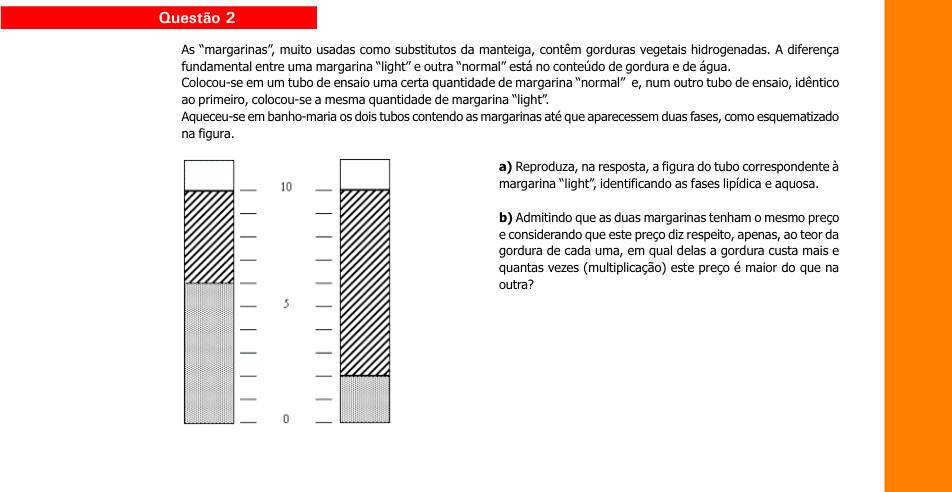 Questão 2
As “margarinas”, muito usadas como substitutos da manteiga, contêm gorduras vegetais hidrogenadas. A diferença
fundamental entre uma margarina “light” e outra “normal” está no conteúdo de gordura e de água.
Colocou-se em um tubo de ensaio uma certa quantidade de margarina “normal” e, num outro tubo de ensaio, idêntico
ao primeiro, colocou-se a mesma quantidade de margarina “light”.
Aqueceu-se em banho-maria os dois tubos contendo as margarinas até que aparecessem duas fases, como esquematizado
na figura.
10
5
0
a) Reproduza, na resposta, a figura do tubo correspondente à
margarina “light”, identificando as fases lipídica e aquosa.
b) Admitindo que as duas margarinas tenham o mesmo preço
e considerando que este preço diz respeito, apenas, ao teor da
gordura de cada uma, em qual delas a gordura custa mais e
quantas vezes (multiplicação) este preço é maior do que na
outra?